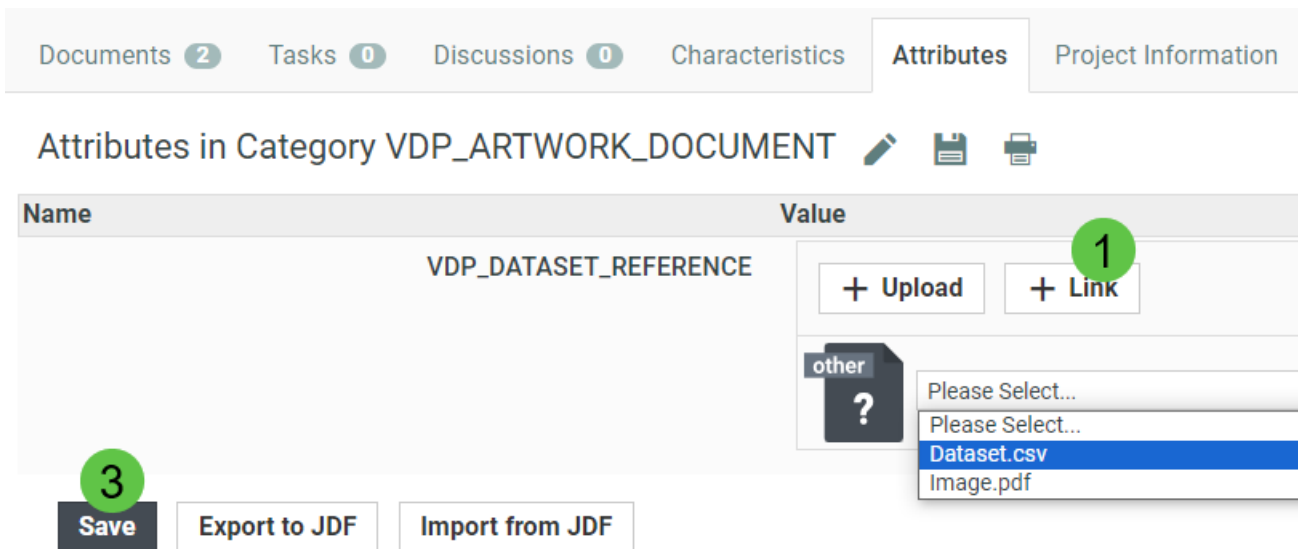 Documents 2 Tasks 0 Discussions 0 Characteristics Attributes Project Information
Attributes in Category VDP_ARTWORK_DOCUMENT
Name Value
1
VDP_DATASET_REFERENCE + Upload + Link
other
?
Please Select...
Please Select...
Dataset.csv
Image.pdf
3
Save Export to JDF Import from JDF